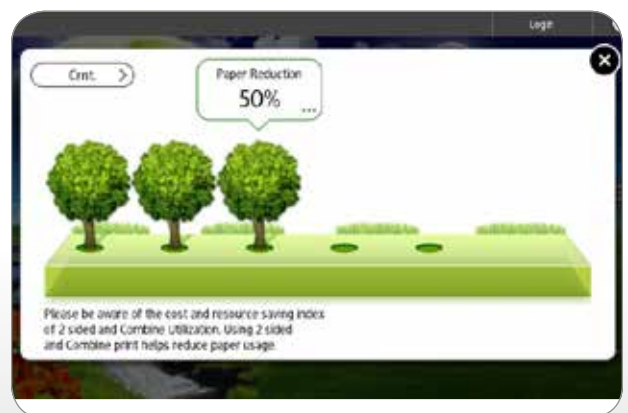 Login
Cmt. >
Paper Reduction
50%
...
Please be aware of the cost and resource saving index
of 2 sided and Combine Utilization. Using 2 sided
and Combine print helps reduce paper usage.